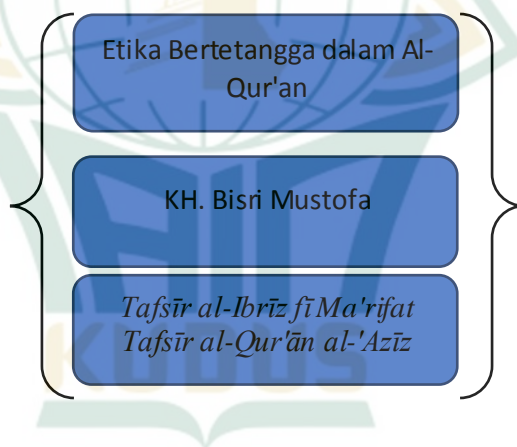 Etika Bertetangga dalam Al-
Qur'an
KH. Bisri Mustofa
Tafsīr al-Ibrīz fī Ma'rifat
Tafsīr al-Qur'ān al-'Azīz
KUDUS